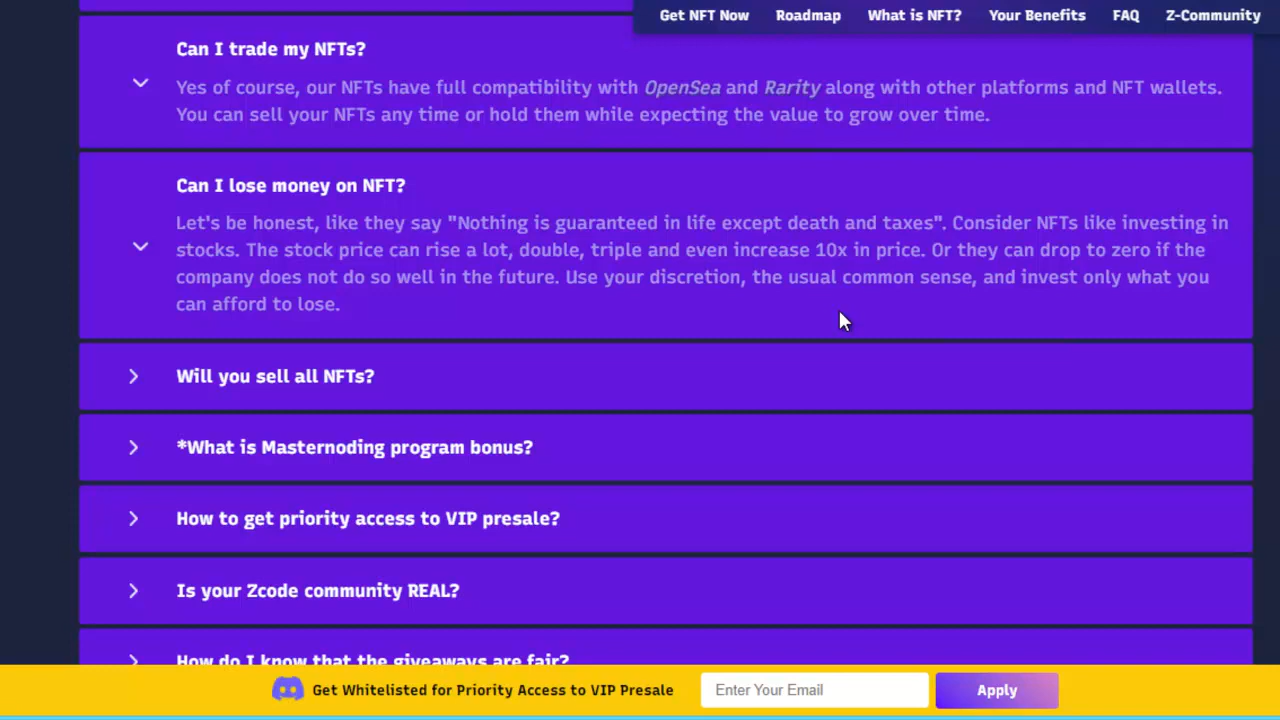 Get NFT Now Roadmap What is NFT? Your Benefits FAQ Z-Community
Can I trade my NFTs?
Yes of course, our NFTs have full compatibility with OpenSea and Rarity along with other platforms and NFT wallets.
You can sell your NFTs any time or hold them while expecting the value to grow over time.
Can I lose money on NFT?
Let's be honest, like they say "Nothing is guaranteed in life except death and taxes". Consider NFTs like investing in
stocks. The stock price can rise a lot, double, triple and even increase 10x in price. Or they can drop to zero if the
company does not do so well in the future. Use your discretion, the usual common sense, and invest only what you
can afford to lose.
Will you sell all NFTs?
*What is Masternoding program bonus?
How to get priority access to VIP presale?
Is your Zcode community REAL?
How do I know that the giveaways are fair?
Get Whitelisted for Priority Access to VIP Presale Enter Your Email Apply